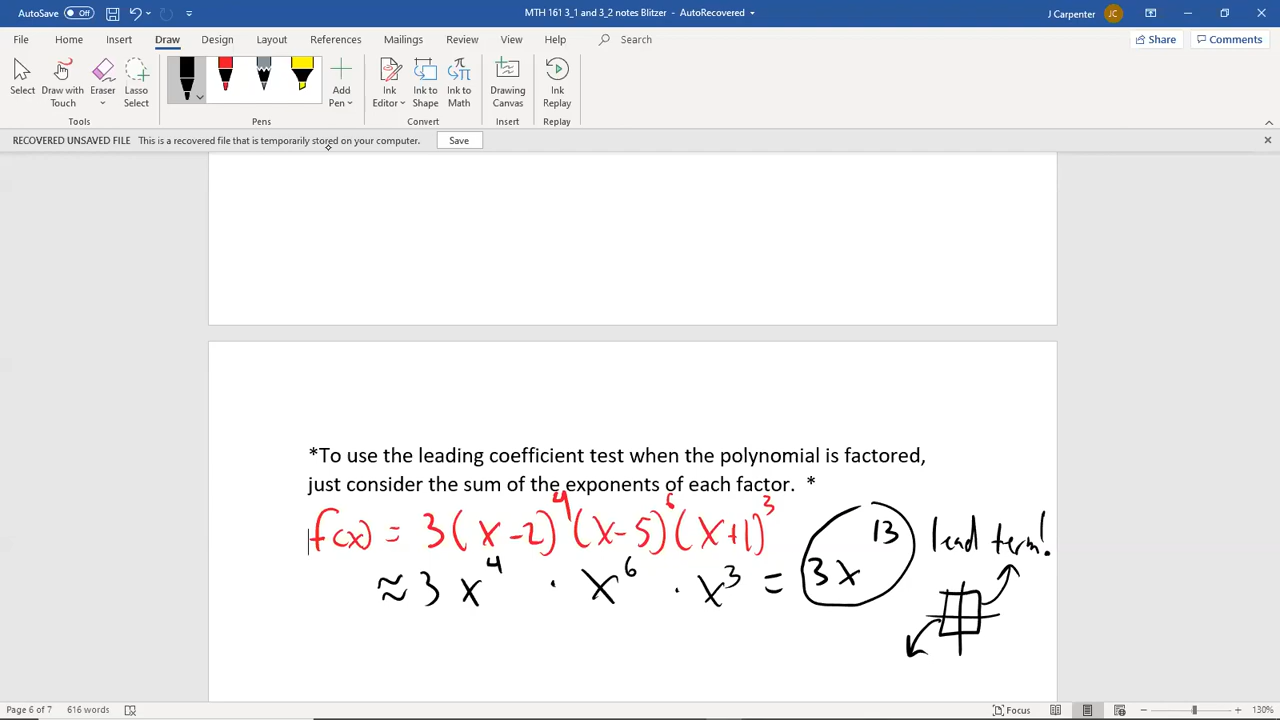 AutoSave Off MTH 161 3_1 and 3_2 notes Blitzer - AutoRecovered J Carpenter JC
File Home Insert Draw Design Layout References Mailings Review View Help Search Share Comments
Select Draw with Touch Eraser Lasso Select Add Pen Ink Editor Ink to Shape Ink to Math Drawing Canvas Ink Replay
Tools Pens Convert Insert Replay
RECOVERED UNSAVED FILE This is a recovered file that is temporarily stored on your computer. Save
*To use the leading coefficient test when the polynomial is factored,
just consider the sum of the exponents of each factor. *
f(x) = 3(x-2)^4(x-5)^6(x+1)^3
≈ 3x^4 · x^6 · x^3 = 3x^13 lead term!
Page 6 of 7 616 words Focus 130%